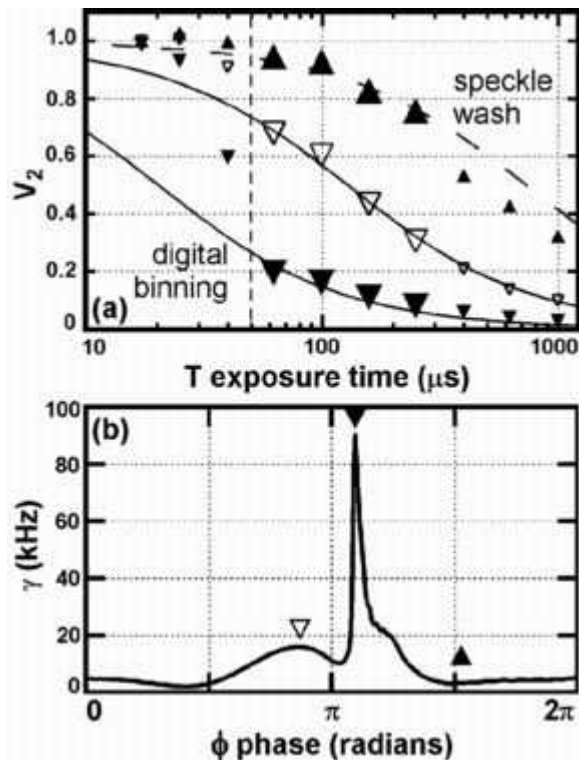 1.0
0.8
0.6
0.4
0.2
0
V2
speckle
wash
digital
binning
(a)
10
100
1000
T exposure time (μs)
100
80
60
40
20
0
γ (kHz)
(b)
0
π
2π
ϕ phase (radians)